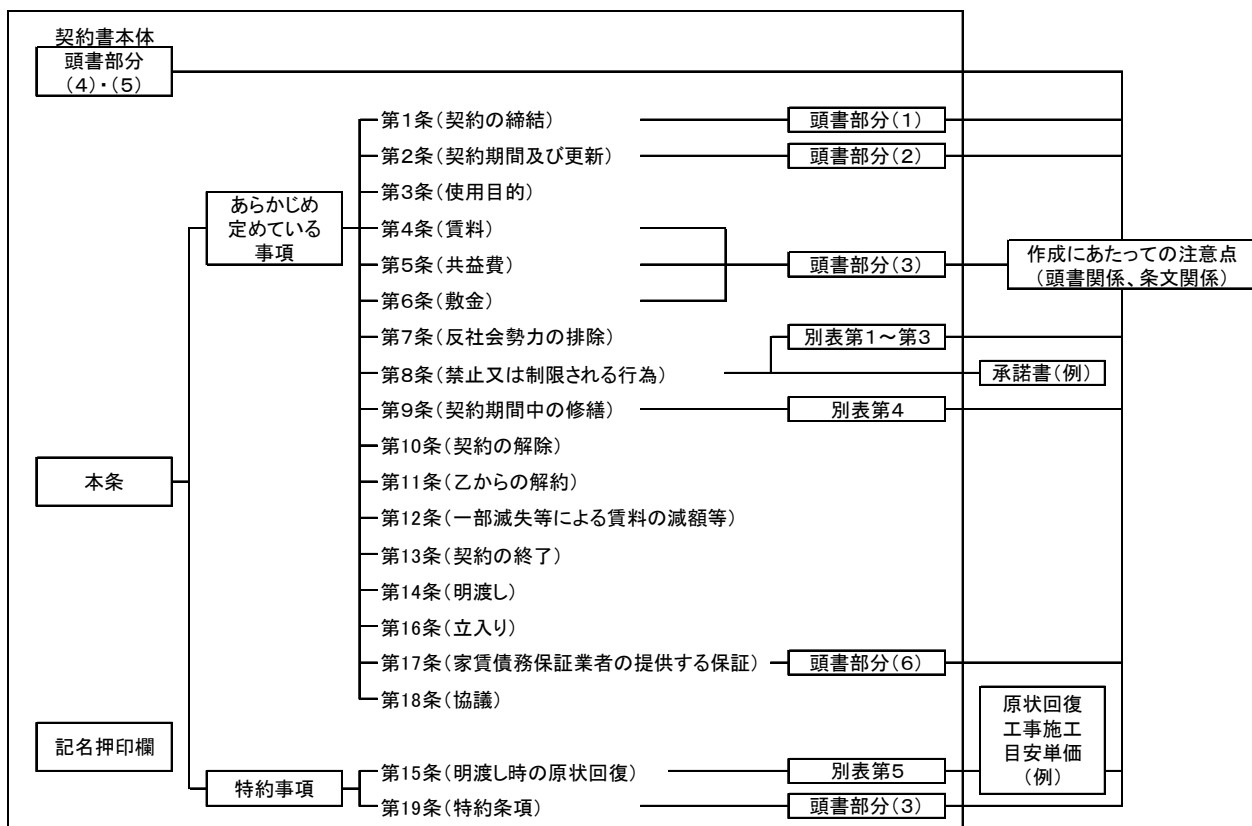 契約書本体
頭書部分
(4)・(5)
第1条(契約の締結)
頭書部分(1)
第2条(契約期間及び更新)
頭書部分(2)
第3条(使用目的)
あらかじめ
定めている
事項
第4条(賃料)
第5条(共益費)
頭書部分(3)
作成にあたっての注意点
(頭書関係、条文関係)
第6条(敷金)
第7条(反社会勢力の排除)
別表第1～第3
第8条(禁止又は制限される行為)
承諾書(例)
第9条(契約期間中の修繕)
別表第4
第10条(契約の解除)
本条
第11条(乙からの解約)
第12条(一部滅失等による賃料の減額等)
第13条(契約の終了)
第14条(明渡し)
第16条(立入り)
第17条(家賃債務保証業者の提供する保証)
頭書部分(6)
第18条(協議)
記名押印欄
原状回復
工事施工
目安単価
(例)
特約事項
第15条(明渡し時の原状回復)
別表第5
第19条(特約条項)
頭書部分(3)